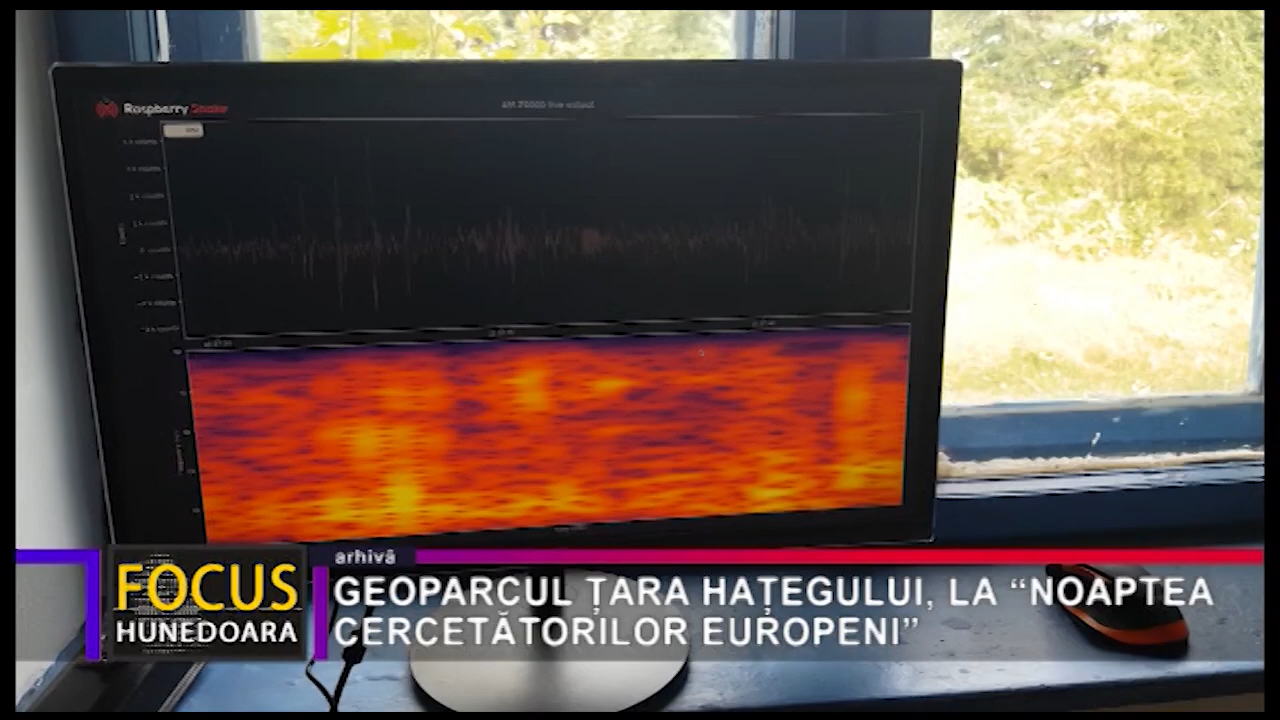 Raspberry Shake
arhivă
FOCUS
HUNEDOARA
GEOPARCUL ȚARA HAȚEGULUI, LA “NOAPTEA
CERCETĂTORILOR EUROPENI”